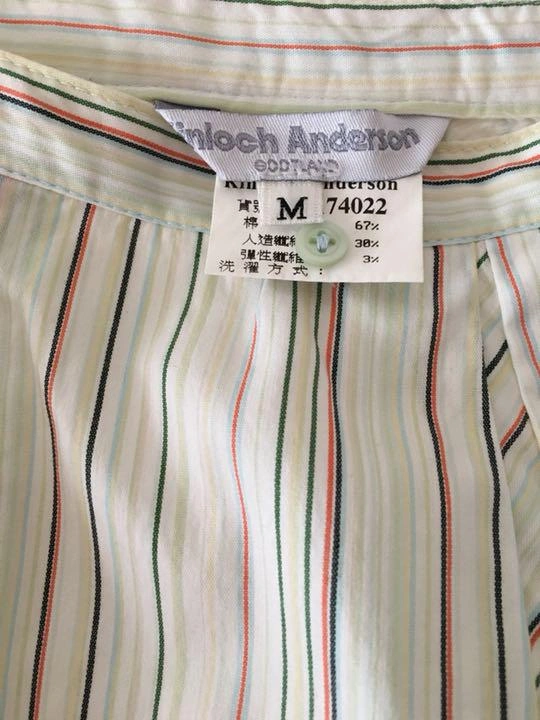 inloch Anderson
SCOTLAND
Kin nderson
M 74022
棉 67%
人造纖維 30%
彈性纖維 3%
洗濯方式：